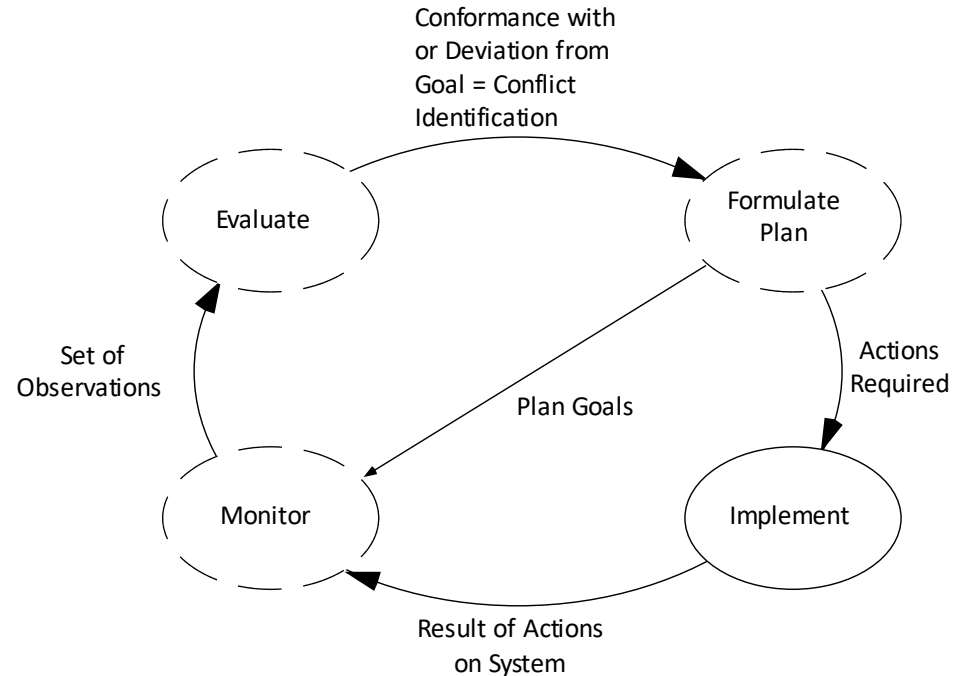 Conformance with
or Deviation from
Goal = Conflict
Identification
Evaluate
Formulate
Plan
Set of
Observations
Actions
Required
Plan Goals
Monitor
Implement
Result of Actions
on System